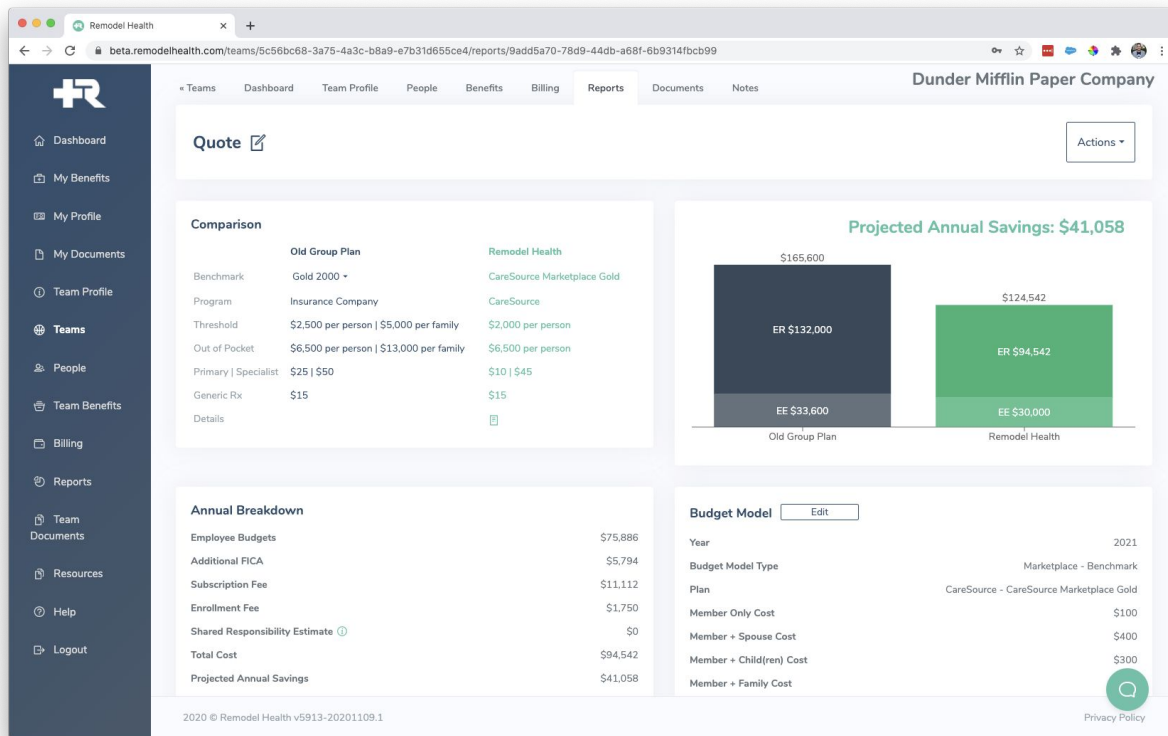 Remodel Health
beta.remodelhealth.com/teams/5c56bc68-3a75-4a3c-b8a9-e7b31d655ce4/reports/9add5a70-78d9-44db-a68f-6b9314fbcb99
« Teams Dashboard Team Profile People Benefits Billing Reports Documents Notes
Dunder Mifflin Paper Company
Dashboard
My Benefits
My Profile
My Documents
Team Profile
Teams
People
Team Benefits
Billing
Reports
Team
Documents
Resources
Help
Logout
Quote
Actions
Comparison
Old Group Plan Remodel Health
Benchmark Gold 2000 CareSource Marketplace Gold
Program Insurance Company CareSource
Threshold $2,500 per person | $5,000 per family $2,000 per person
Out of Pocket $6,500 per person | $13,000 per family $6,500 per person
Primary | Specialist $25 | $50 $10 | $45
Generic Rx $15 $15
Details
Projected Annual Savings: $41,058
$165,600
$124,542
ER $132,000
ER $94,542
EE $33,600
EE $30,000
Old Group Plan
Remodel Health
Annual Breakdown
Employee Budgets $75,886
Additional FICA $5,794
Subscription Fee $11,112
Enrollment Fee $1,750
Shared Responsibility Estimate $0
Total Cost $94,542
Projected Annual Savings $41,058
Budget Model Edit
Year 2021
Budget Model Type Marketplace - Benchmark
Plan CareSource - CareSource Marketplace Gold
Member Only Cost $100
Member + Spouse Cost $400
Member + Child(ren) Cost $300
Member + Family Cost
2020 © Remodel Health v5913-20201109.1
Privacy Policy